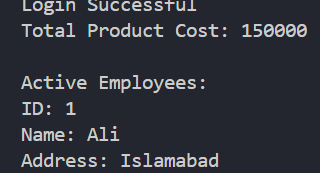 Login Successful
Total Product Cost: 150000
Active Employees:
ID: 1
Name: Ali
Address: Islamabad